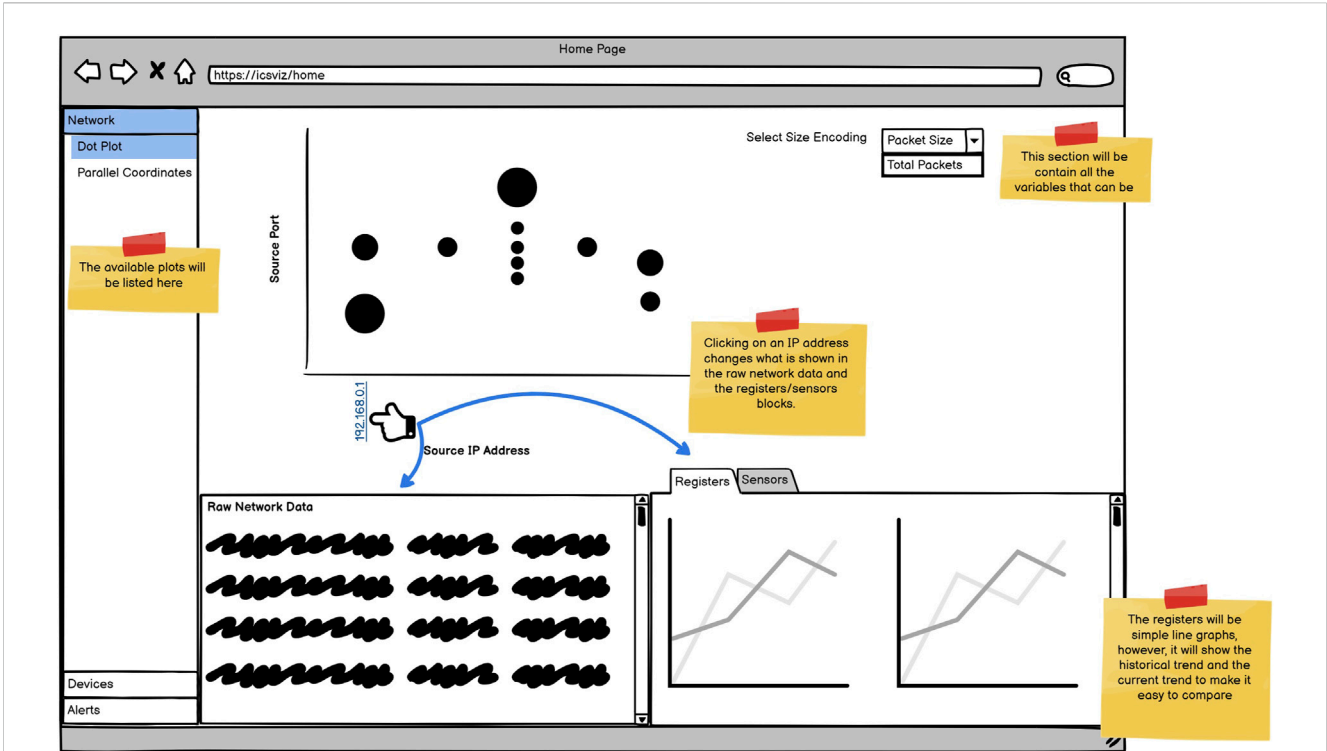 Home Page
https://icsviz/home
Network
Dot Plot
Parallel Coordinates
The available plots will
be listed here
Select Size Encoding
Packet Size
Total Packets
This section will be
contain all the
variables that can be
Source Port
Clicking on an IP address
changes what is shown in
the raw network data and
the registers/sensors
blocks.
192.168.0.1
Source IP Address
Raw Network Data
Registers
Sensors
The registers will be
simple line graphs,
however, it will show the
historical trend and the
current trend to make it
easy to compare
Devices
Alerts